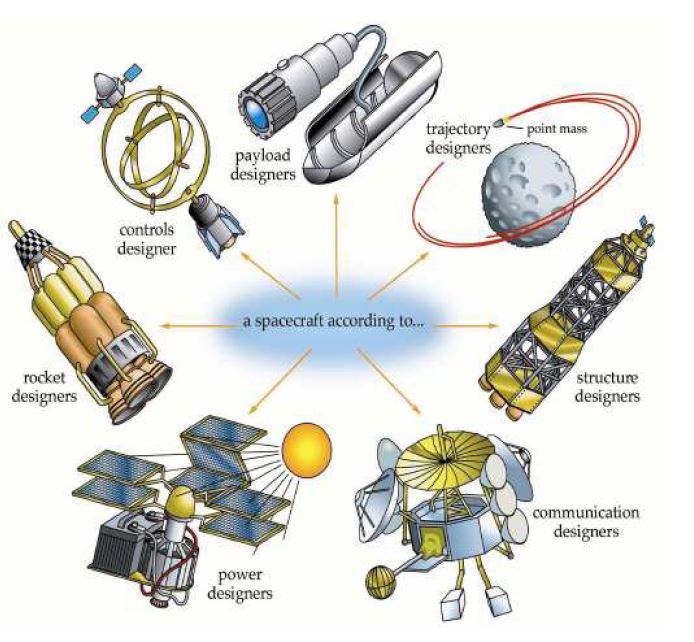 payload
designers
trajectory
designers
point mass
controls
designer
a spacecraft according to...
rocket
designers
structure
designers
communication
designers
power
designers